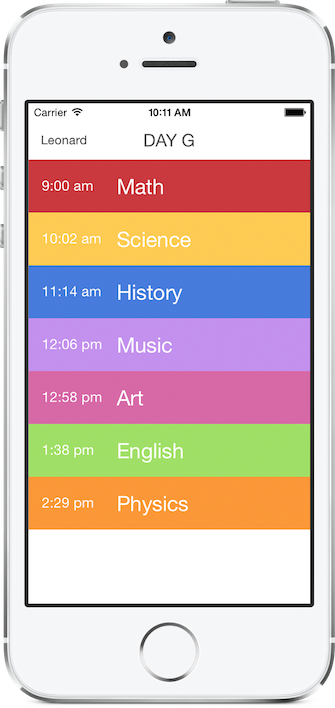 Carrier 10:11 AM
Leonard DAY G
9:00 am Math
10:02 am Science
11:14 am History
12:06 pm Music
12:58 pm Art
1:38 pm English
2:29 pm Physics